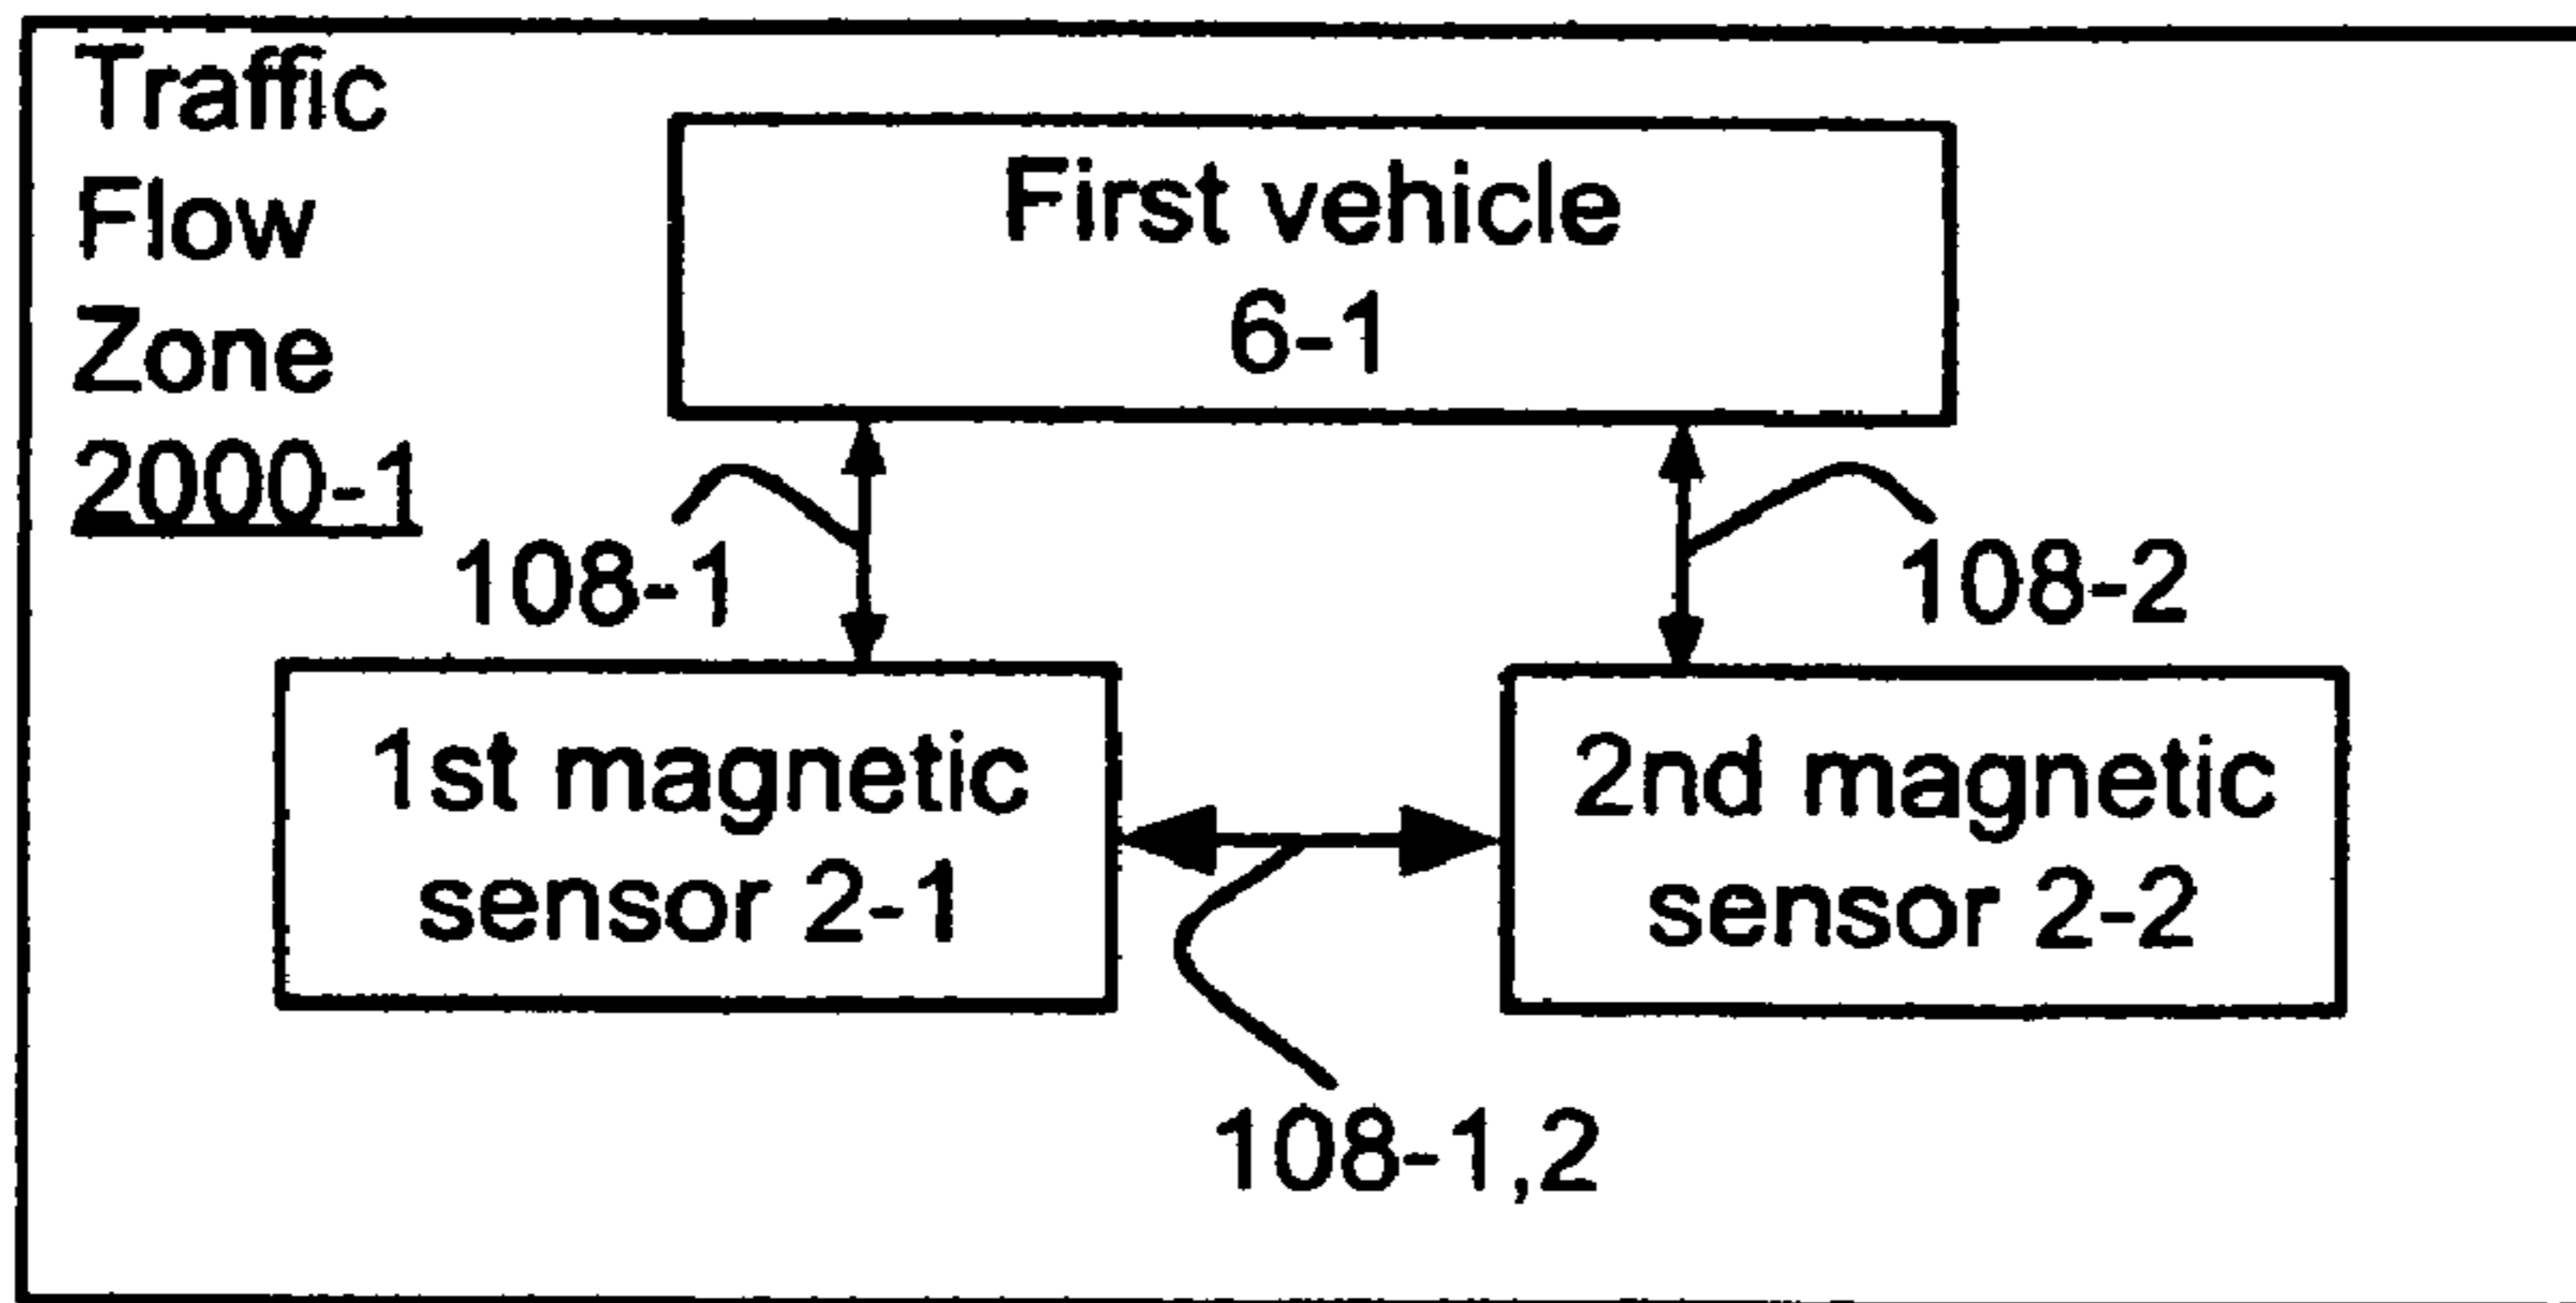 Traffic
Flow
Zone
2000-1
First vehicle
6-1
108-1
108-2
1st magnetic
sensor 2-1
2nd magnetic
sensor 2-2
108-1,2